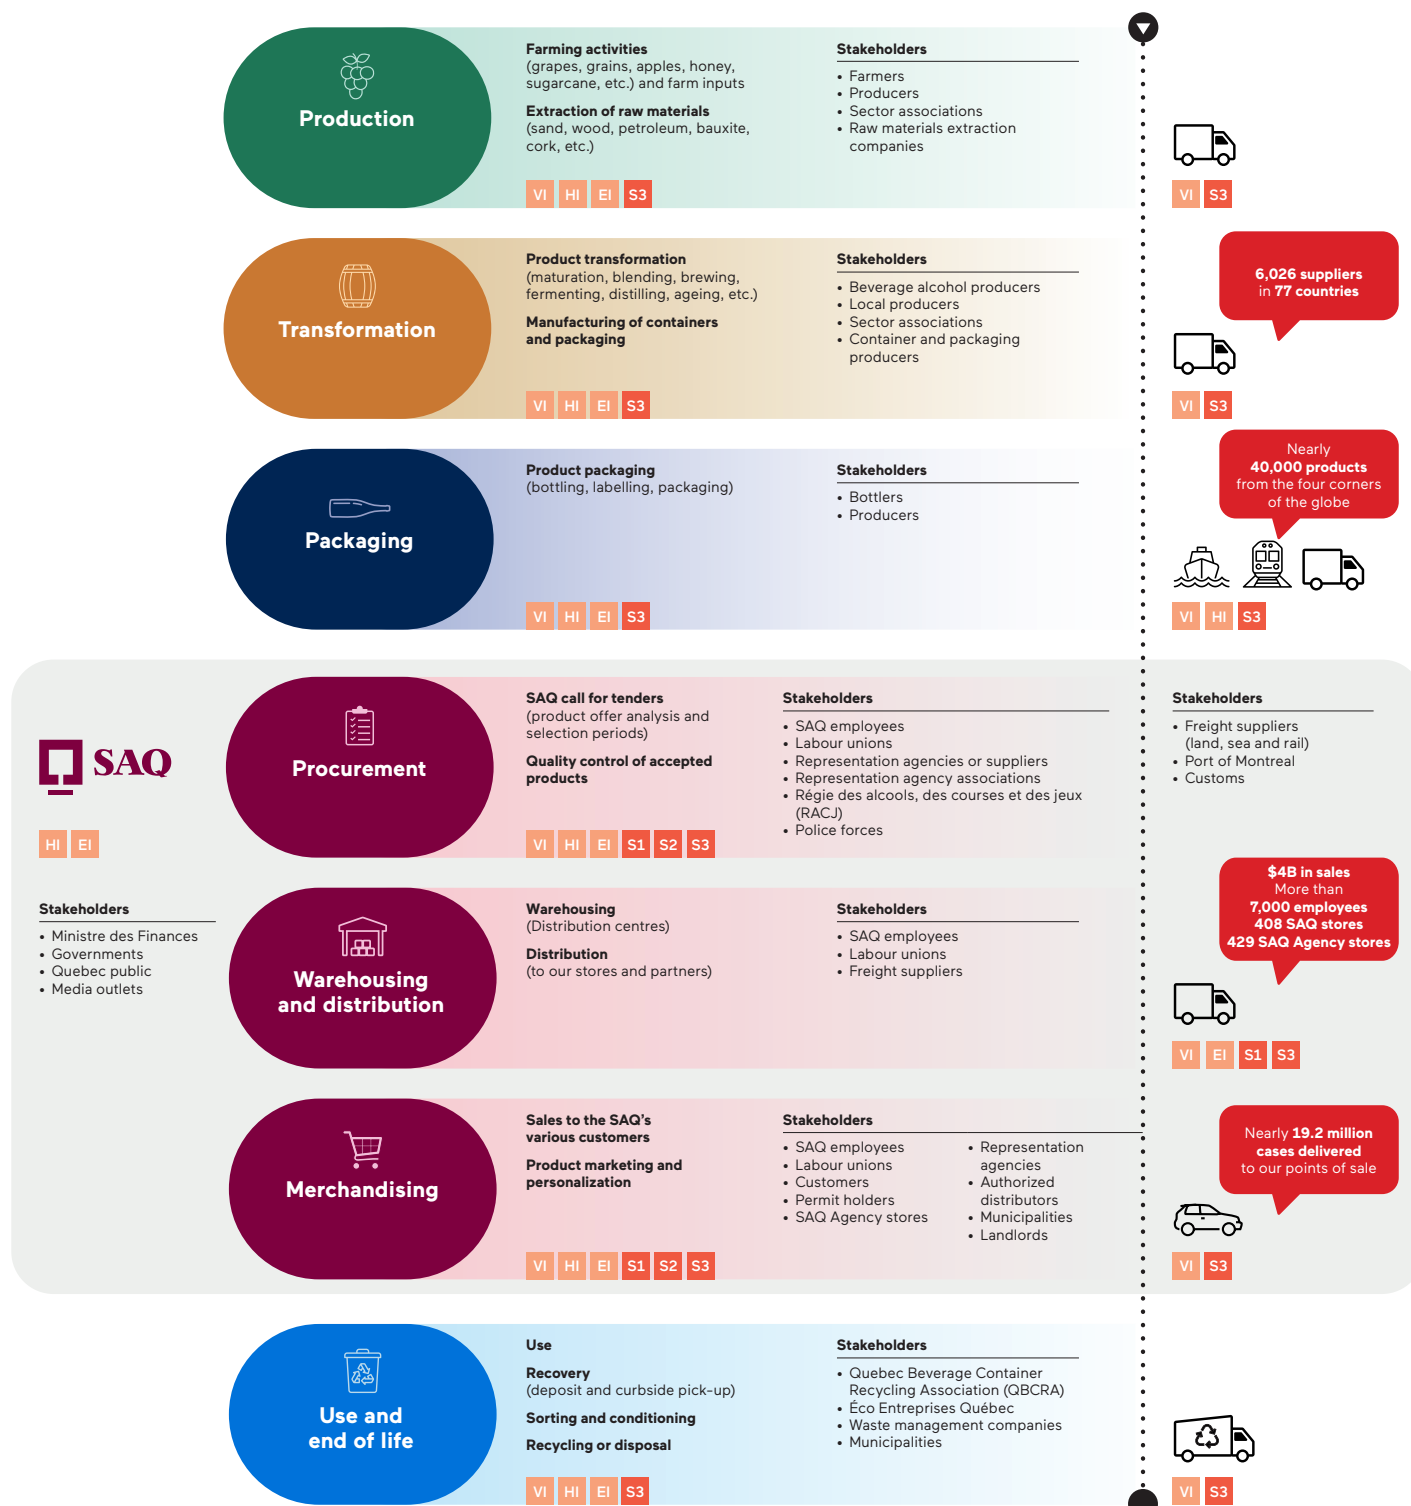 Production
Farming activities
(grapes, grains, apples, honey,
sugarcane, etc.) and farm inputs
Extraction of raw materials
(sand, wood, petroleum, bauxite,
cork, etc.)
VI HI EI S3
Stakeholders
• Farmers
• Producers
• Sector associations
• Raw materials extraction
companies
VI S3
Transformation
Product transformation
(maturation, blending, brewing,
fermenting, distilling, ageing, etc.)
Manufacturing of containers
and packaging
VI HI EI S3
Stakeholders
• Beverage alcohol producers
• Local producers
• Sector associations
• Container and packaging
producers
6,026 suppliers
in 77 countries
VI S3
Packaging
Product packaging
(bottling, labelling, packaging)
VI HI EI S3
Stakeholders
• Bottlers
• Producers
Nearly
40,000 products
from the four corners
of the globe
VI HI S3
SAQ
HI EI
Stakeholders
• Ministre des Finances
• Governments
• Quebec public
• Media outlets
Procurement
SAQ call for tenders
(product offer analysis and
selection periods)
Quality control of accepted
products
VI HI EI S1 S2 S3
Stakeholders
• SAQ employees
• Labour unions
• Representation agencies or suppliers
• Representation agency associations
• Régie des alcools, des courses et des jeux
(RACJ)
• Police forces
Stakeholders
• Freight suppliers
(land, sea and rail)
• Port of Montreal
• Customs
Warehousing
and distribution
Warehousing
(Distribution centres)
Distribution
(to our stores and partners)
Stakeholders
• SAQ employees
• Labour unions
• Freight suppliers
$4B in sales
More than
7,000 employees
408 SAQ stores
429 SAQ Agency stores
VI EI S1 S3
Merchandising
Sales to the SAQ's
various customers
Product marketing and
personalization
VI HI EI S1 S2 S3
Stakeholders
• SAQ employees
• Labour unions
• Customers
• Permit holders
• SAQ Agency stores
• Representation
agencies
• Authorized
distributors
• Municipalities
• Landlords
Nearly 19.2 million
cases delivered
to our points of sale
VI S3
Use and
end of life
Use
Recovery
(deposit and curbside pick-up)
Sorting and conditioning
Recycling or disposal
VI HI EI S3
Stakeholders
• Quebec Beverage Container
Recycling Association (QBCRA)
• Éco Entreprises Québec
• Waste management companies
• Municipalities
VI S3